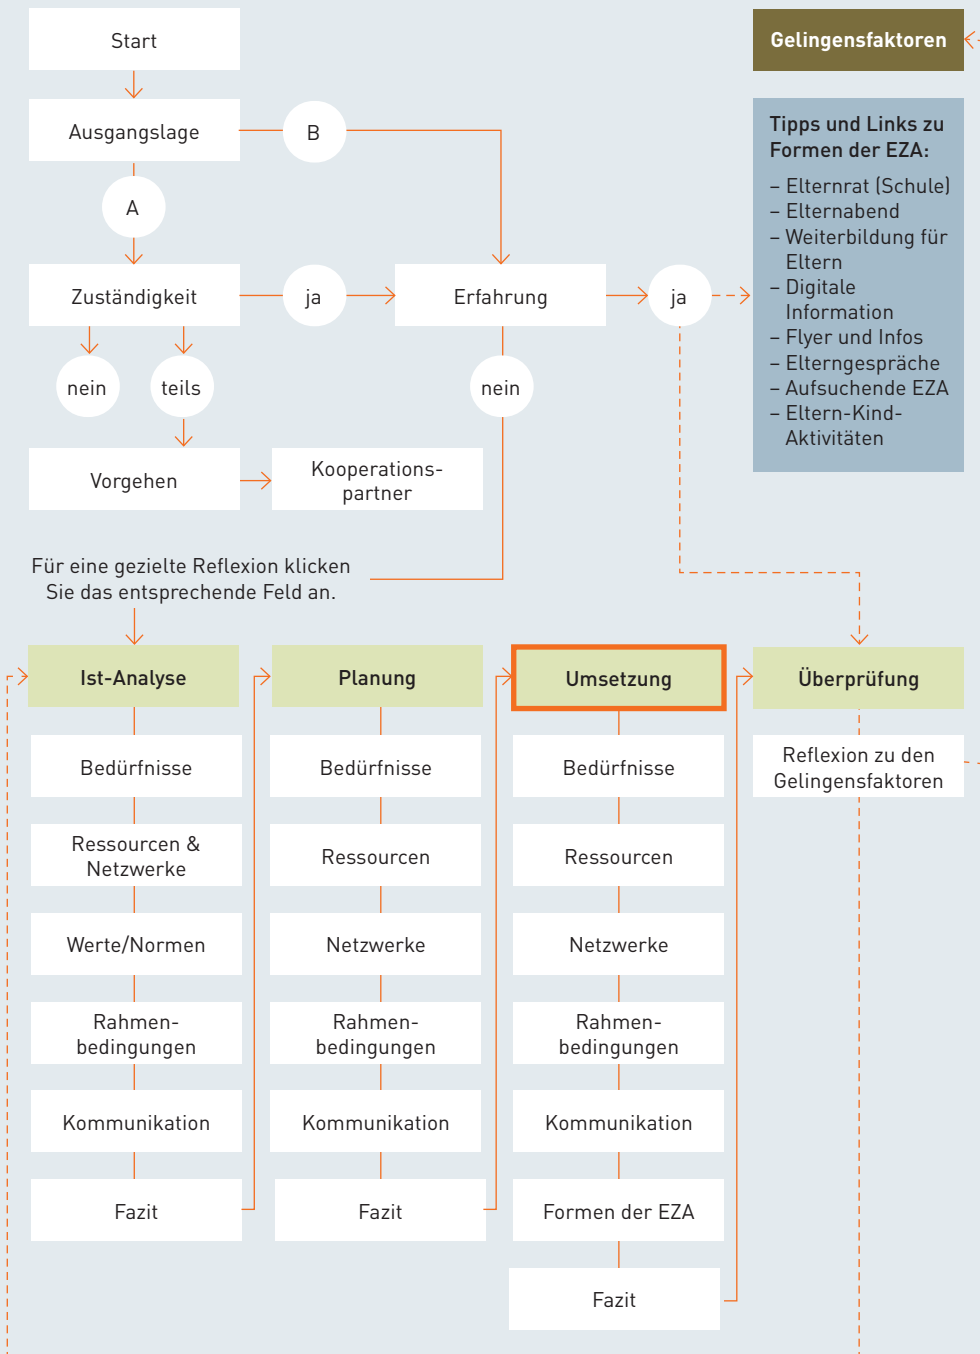 Start
Gelingensfaktoren
Ausgangslage
B
Tipps und Links zu
Formen der EZA:
– Elternrat (Schule)
– Elternabend
– Weiterbildung für
Eltern
– Digitale
Information
– Flyer und Infos
– Elterngespräche
– Aufsuchende EZA
– Eltern-Kind-
Aktivitäten
A
Zuständigkeit
ja
Erfahrung
ja
nein
teils
nein
Vorgehen
Kooperations-
partner
Für eine gezielte Reflexion klicken
Sie das entsprechende Feld an.
Ist-Analyse
Bedürfnisse
Ressourcen &
Netzwerke
Werte/Normen
Rahmen-
bedingungen
Kommunikation
Fazit
Planung
Bedürfnisse
Ressourcen
Netzwerke
Rahmen-
bedingungen
Kommunikation
Fazit
Umsetzung
Bedürfnisse
Ressourcen
Netzwerke
Rahmen-
bedingungen
Kommunikation
Formen der EZA
Fazit
Überprüfung
Reflexion zu den
Gelingensfaktoren